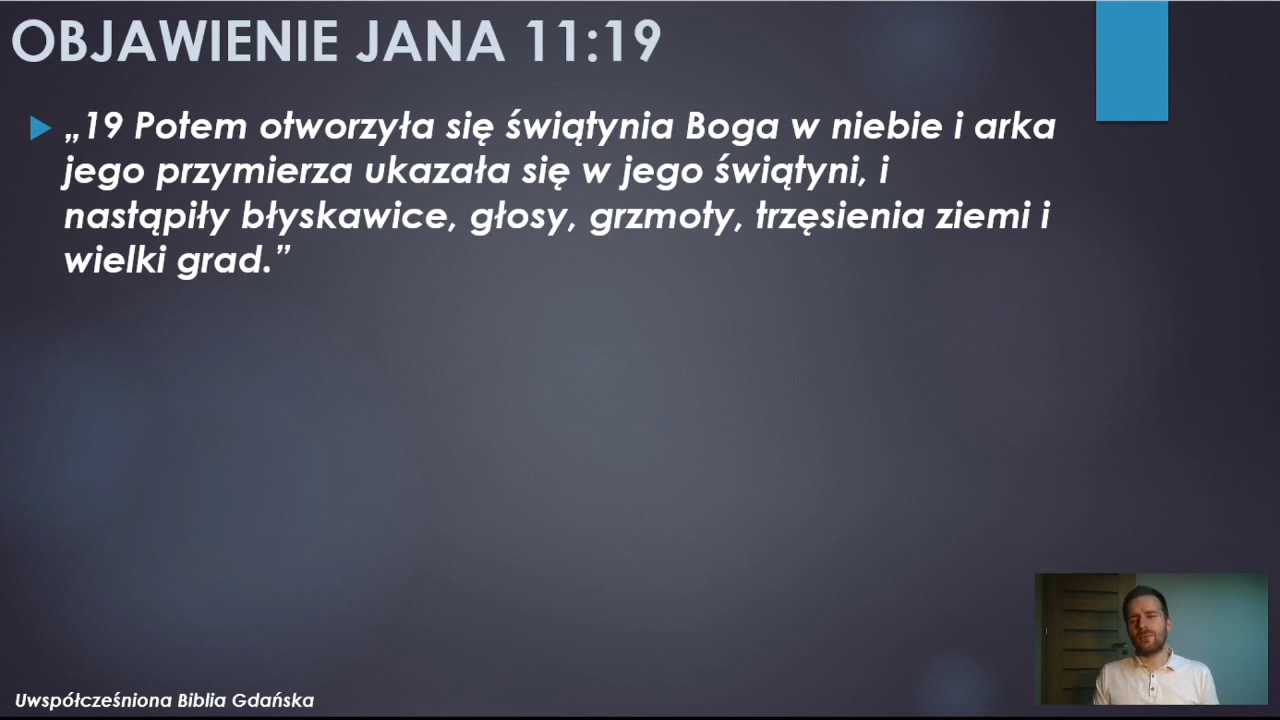 OBJAWIENIE JANA 11:19
„19 Potem otworzyła się świątynia Boga w niebie i arka
jego przymierza ukazała się w jego świątyni, i
nastąpiły błyskawice, głosy, grzmoty, trzęsienia ziemi i
wielki grad.”
Uwspółcześniona Biblia Gdańska